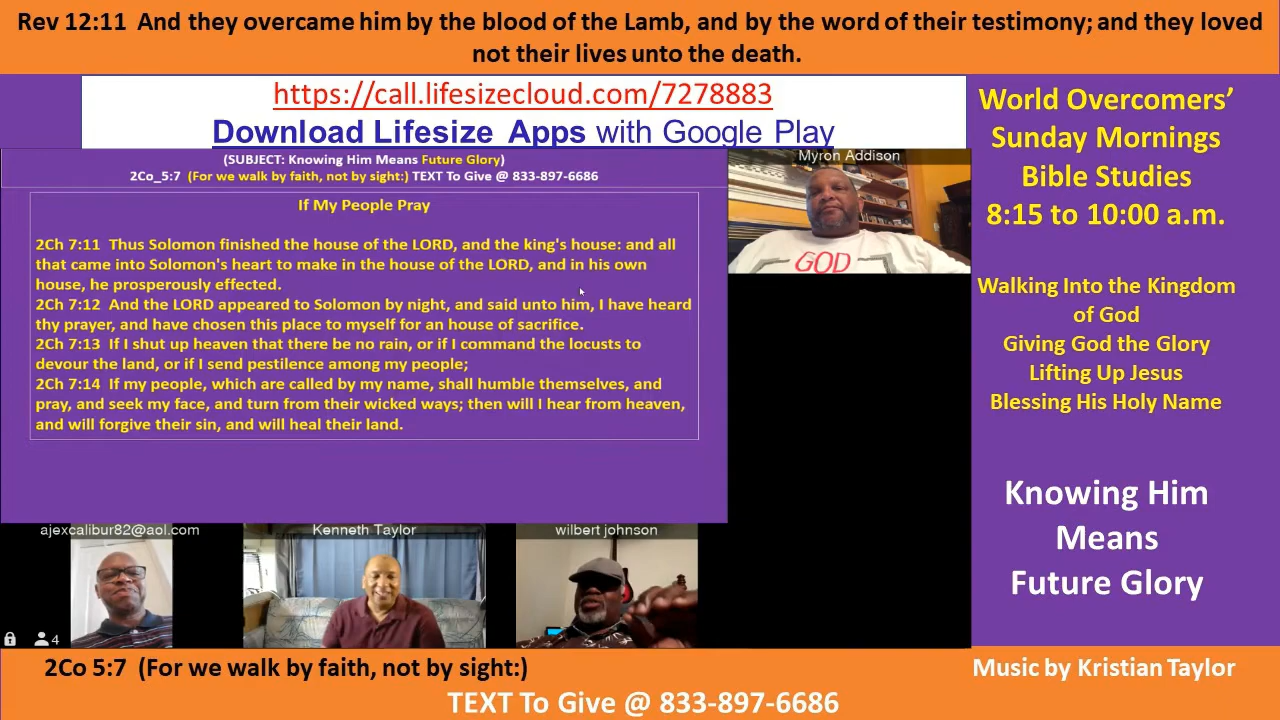 Rev 12:11 And they overcame him by the blood of the Lamb, and by the word of their testimony; and they loved
not their lives unto the death.
https://call.lifesizecloud.com/7278883
Download Lifesize Apps with Google Play
(SUBJECT: Knowing Him Means Future Glory)
2Co_5:7 (For we walk by faith, not by sight:) TEXT To Give @ 833-897-6686
If My People Pray
2Ch 7:11 Thus Solomon finished the house of the LORD, and the king's house: and all
that came into Solomon's heart to make in the house of the LORD, and in his own
house, he prosperously effected.
2Ch 7:12 And the LORD appeared to Solomon by night, and said unto him, I have heard
thy prayer, and have chosen this place to myself for an house of sacrifice.
2Ch 7:13 If I shut up heaven that there be no rain, or if I command the locusts to
devour the land, or if I send pestilence among my people;
2Ch 7:14 If my people, which are called by my name, shall humble themselves, and
pray, and seek my face, and turn from their wicked ways; then will I hear from heaven,
and will forgive their sin, and will heal their land.
Myron Addison
GOD
World Overcomers'
Sunday Mornings
Bible Studies
8:15 to 10:00 a.m.
Walking Into the Kingdom
of God
Giving God the Glory
Lifting Up Jesus
Blessing His Holy Name
Knowing Him
Means
Future Glory
ajexcalibur82@aol.com
Kenneth Taylor
wilbert johnson
4
2Co 5:7 (For we walk by faith, not by sight:)
Music by Kristian Taylor
TEXT To Give @ 833-897-6686